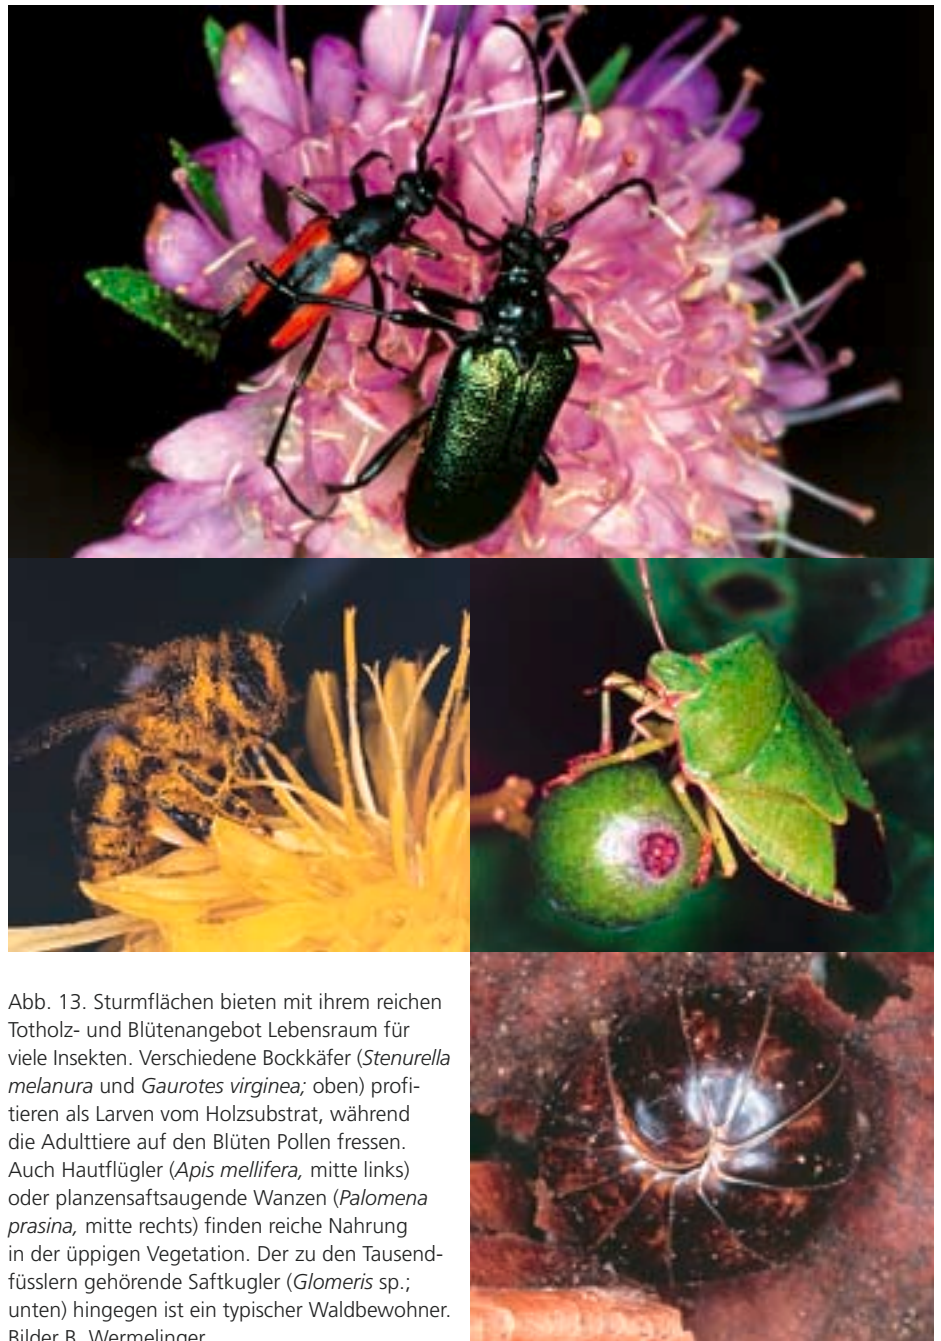 Abb. 13. Sturmflächen bieten mit ihrem reichen
Totholz- und Blütenangebot Lebensraum für
viele Insekten. Verschiedene Bockkäfer (Stenurella
melanura und Gaurotes virginea; oben) profi-
tieren als Larven vom Holzsubstrat, während
die Adulttiere auf den Blüten Pollen fressen.
Auch Hautflügler (Apis mellifera, mitte links)
oder planzensaftsaugende Wanzen (Palomena
prasina, mitte rechts) finden reiche Nahrung
in der üppigen Vegetation. Der zu den Tausend-
füsslern gehörende Saftkugler (Glomeris sp.;
unten) hingegen ist ein typischer Waldbewohner.
Bilder B. Wermelinger